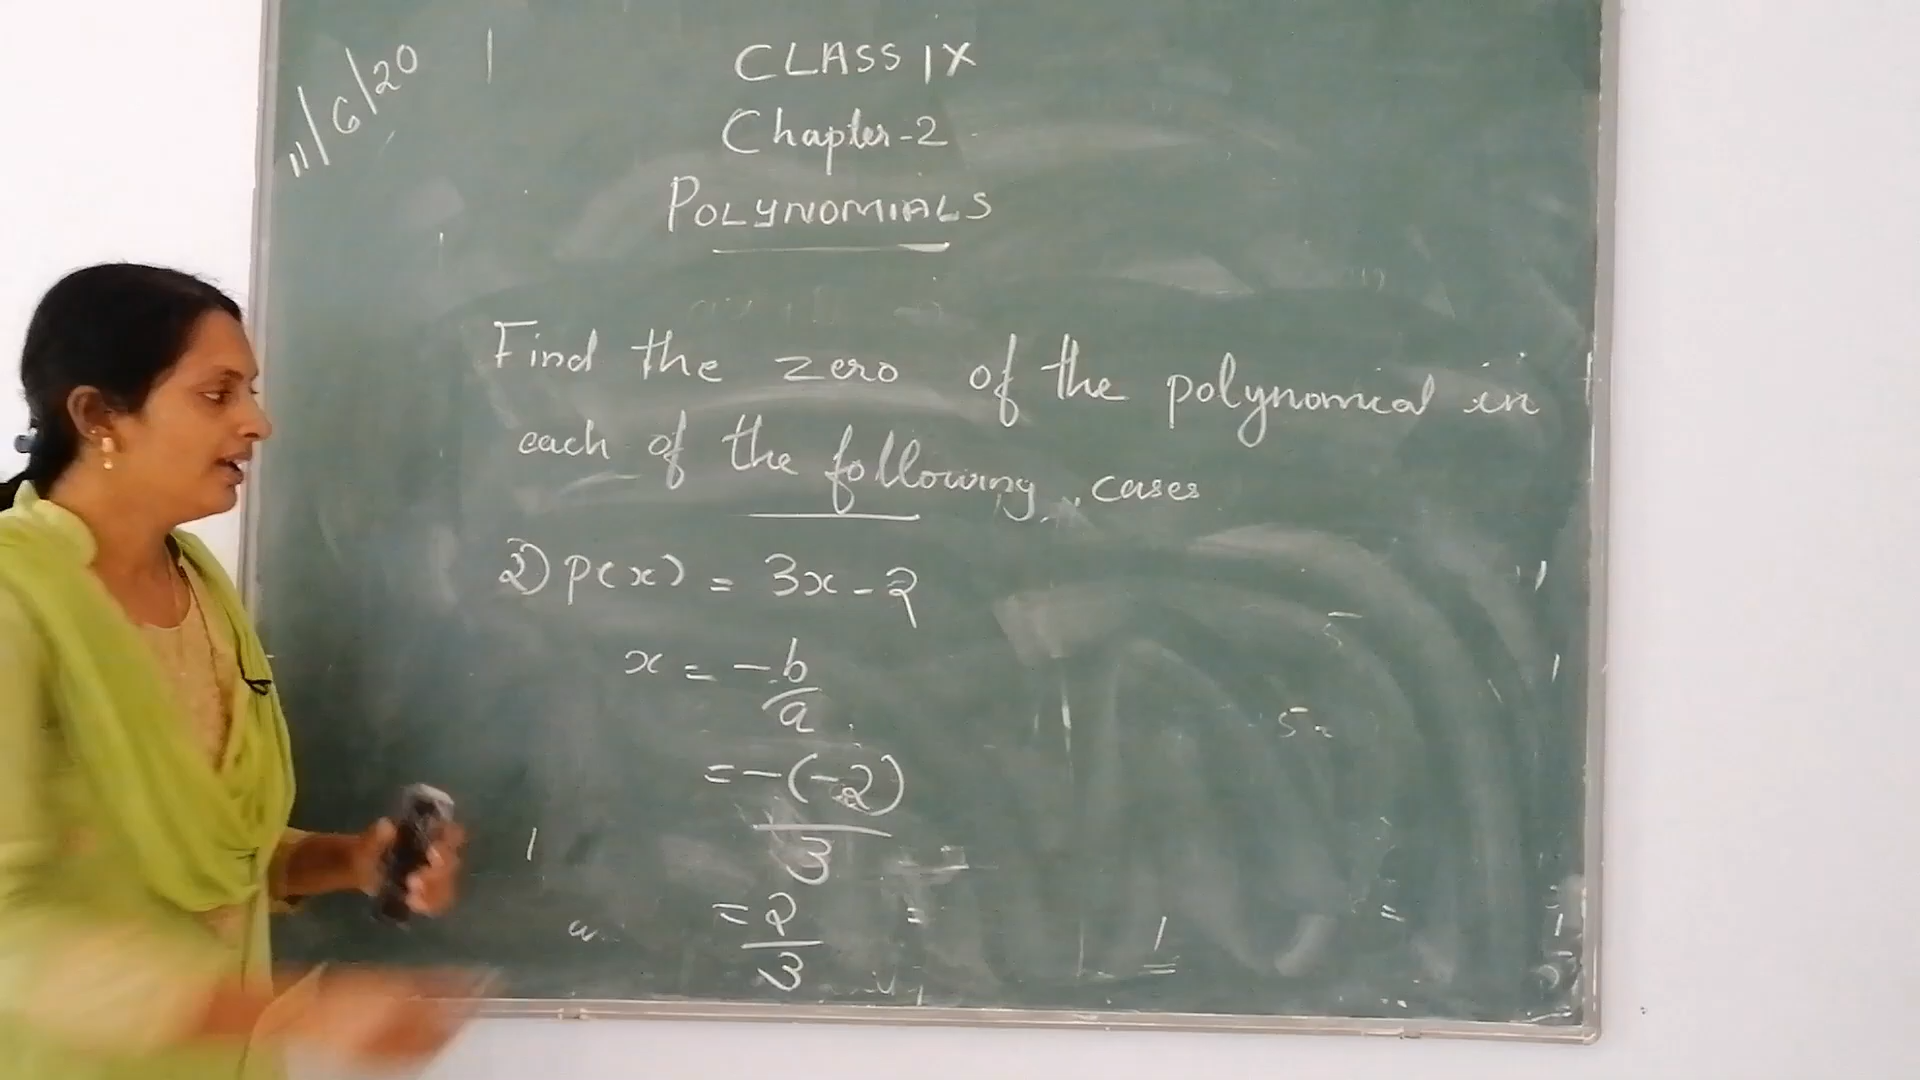 11/6/20
CLASS IX
Chapter-2
POLYNOMIALS
Find the zero of the polynomial in
each of the following cases
2) p(x) = 3x - 2
x = -b/a
= -(-2)/3
= 2/3